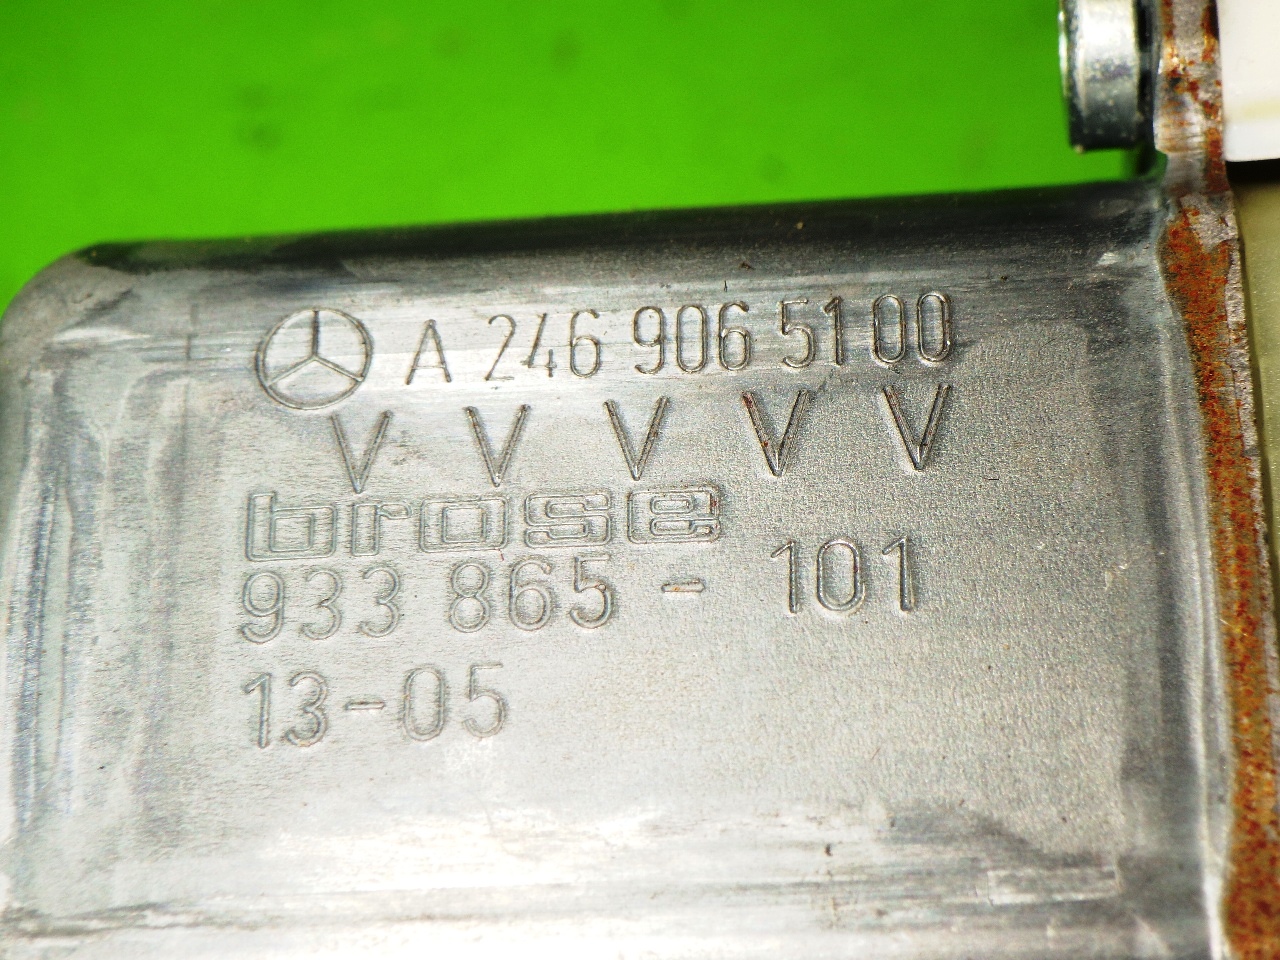 A 246 906 51 00
V V V V V
brose
933 865 - 101
13-05